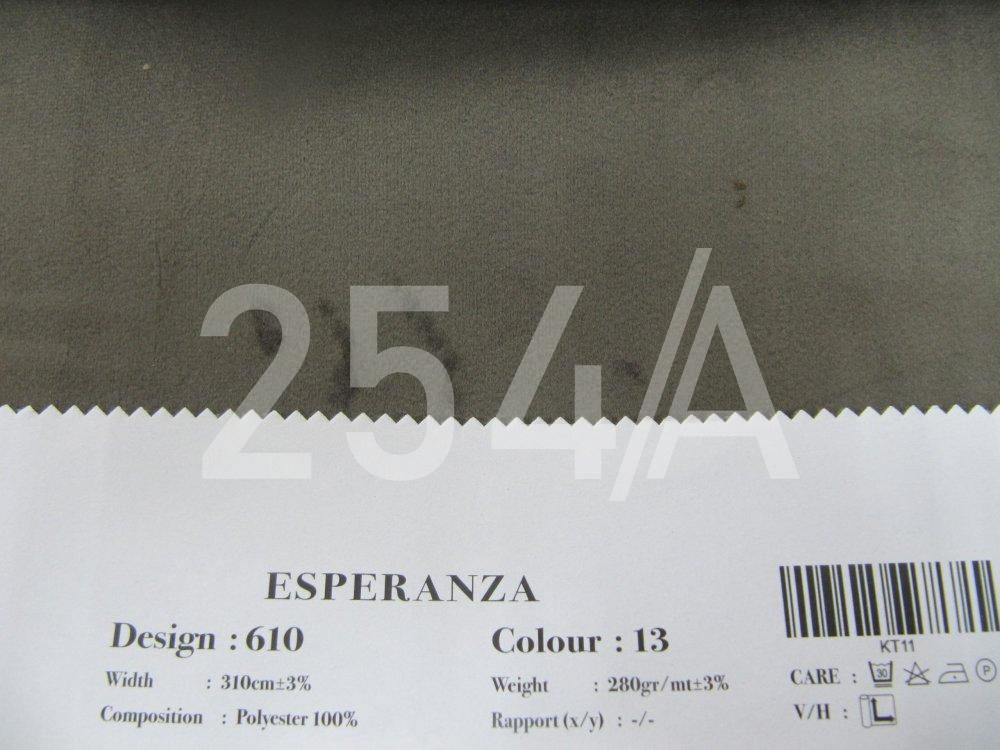 254/A
ESPERANZA
Design : 610
Colour : 13
KT11
Width : 310cm±3%
Weight : 280gr/mt±3%
CARE : 30 P
Composition : Polyester 100%
Rapport (x/y) : -/-
V/H :